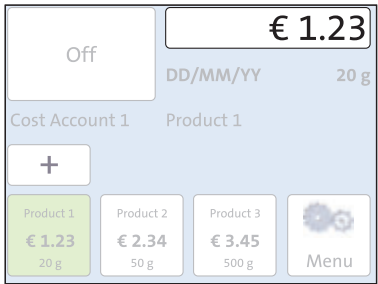 Off
€ 1.23
DD/MM/YY 20 g
Cost Account 1 Product 1
+
Product 1 Product 2 Product 3
€ 1.23 € 2.34 € 3.45
20 g 50 g 500 g
Menu